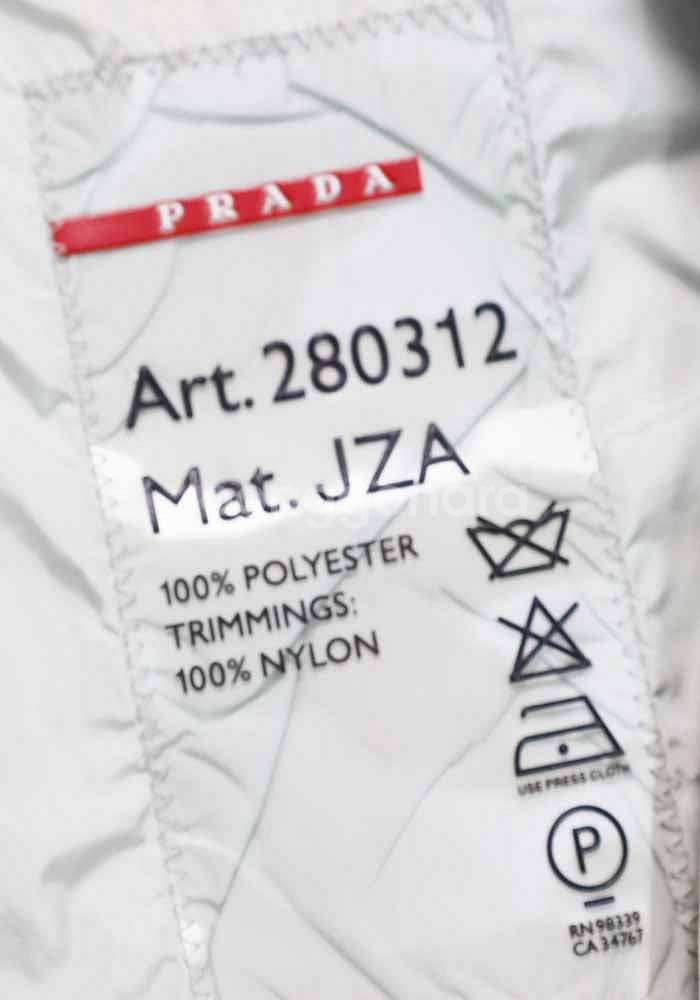 PRADA
Art. 280312
Mat. JZA
100% POLYESTER
TRIMMINGS:
100% NYLON
USE PRESS CLOTH
P
RN 98339
CA 34767